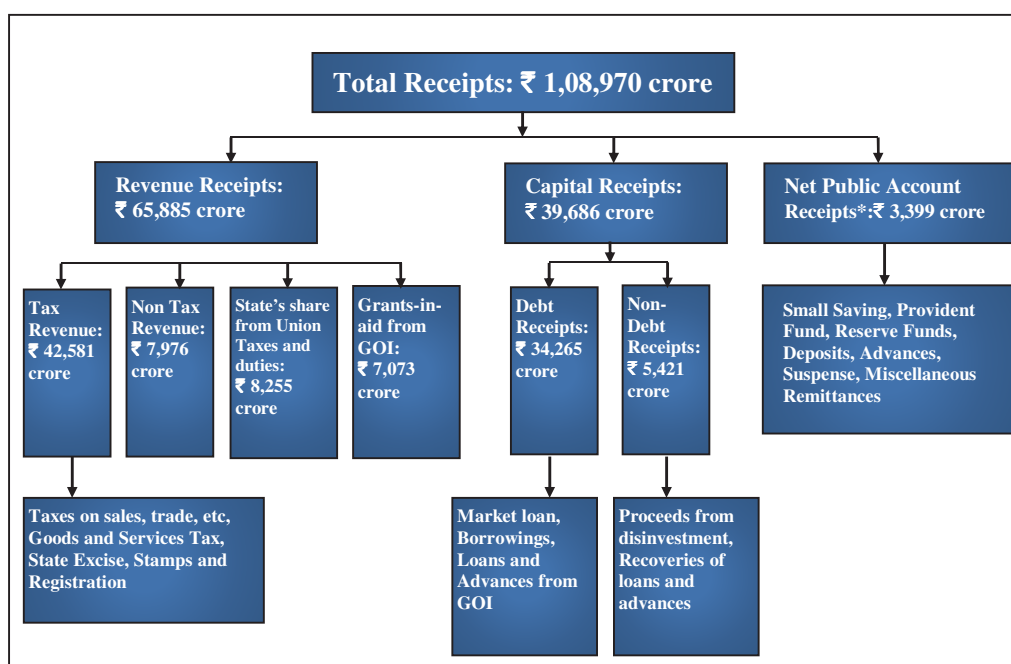 Total Receipts: ₹ 1,08,970 crore
Revenue Receipts:
₹ 65,885 crore
Capital Receipts:
₹ 39,686 crore
Net Public Account
Receipts*:₹ 3,399 crore
Tax
Revenue:
₹ 42,581
crore
Non Tax
Revenue:
₹ 7,976
crore
State's share
from Union
Taxes and
duties:
₹ 8,255
crore
Grants-in-
aid from
GOI:
₹ 7,073
crore
Debt
Receipts:
₹ 34,265
crore
Non-
Debt
Receipts:
₹ 5,421
crore
Small Saving, Provident
Fund, Reserve Funds,
Deposits, Advances,
Suspense, Miscellaneous
Remittances
Taxes on sales, trade, etc,
Goods and Services Tax,
State Excise, Stamps and
Registration
Market loan,
Borrowings,
Loans and
Advances from
GOI
Proceeds from
disinvestment,
Recoveries of
loans and
advances